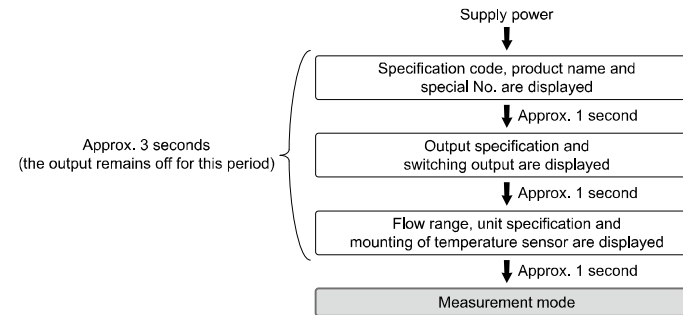 Supply power
Specification code, product name and
special No. are displayed
Approx. 1 second
Approx. 3 seconds
(the output remains off for this period)
Output specification and
switching output are displayed
Approx. 1 second
Flow range, unit specification and
mounting of temperature sensor are displayed
Approx. 1 second
Measurement mode